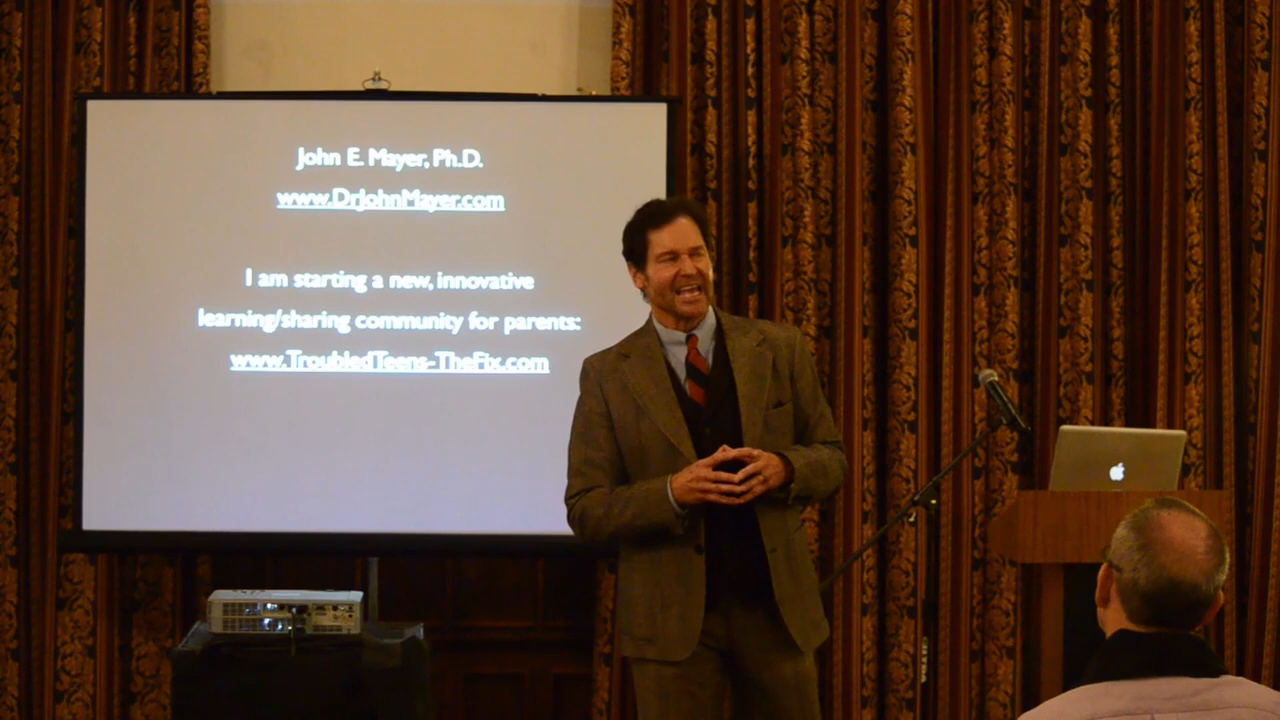 John E. Mayer, Ph.D.
www.DrJohnMayer.com
I am starting a new, innovative
learning/sharing community for parents:
www.TroubledTeens-TheFix.com